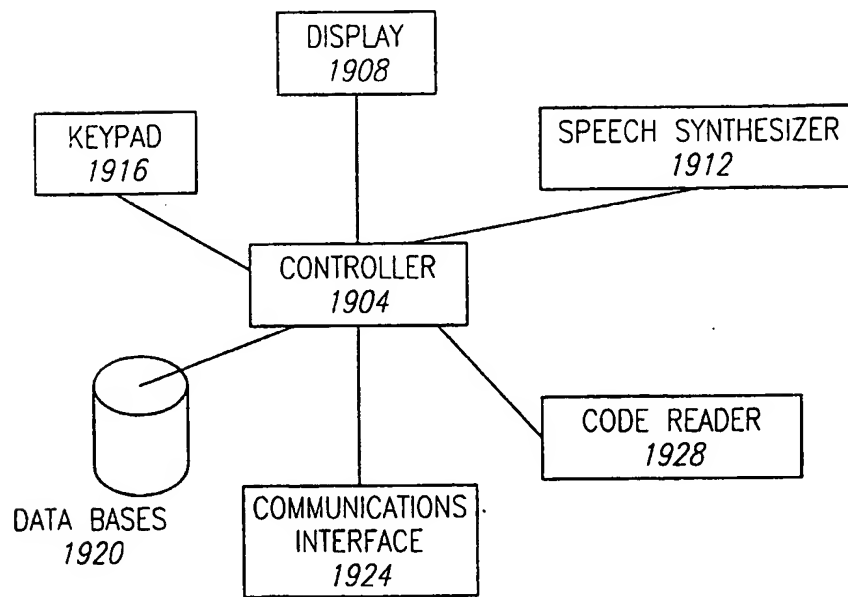 DISPLAY
1908
KEYPAD
1916
SPEECH SYNTHESIZER
1912
CONTROLLER
1904
DATA BASES
1920
COMMUNICATIONS
INTERFACE
1924
CODE READER
1928